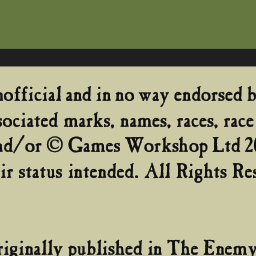 nofficial and in no way endorsed b
sociated marks, names, races, race
nd/or © Games Workshop Ltd 20
ir status intended. All Rights Res
riginally published in The Enemy